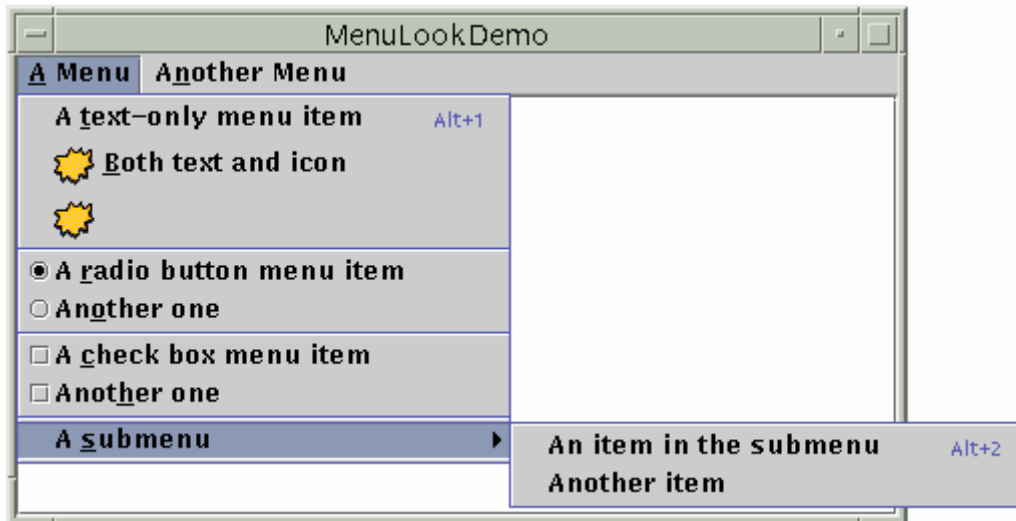 MenuLookDemo
A Menu Another Menu
A text-only menu item Alt+1
Both text and icon
A radio button menu item
Another one
A check box menu item
Another one
A submenu
An item in the submenu Alt+2
Another item